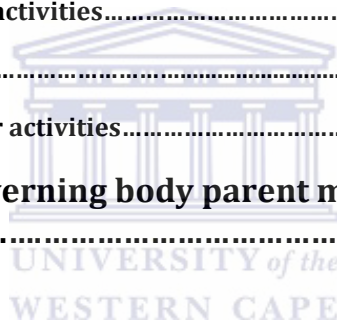 activities……………………………
……………………………………
activities……………………………
erning body parent m
……………………………………
UNIVERSITY of the
WESTERN CAPE